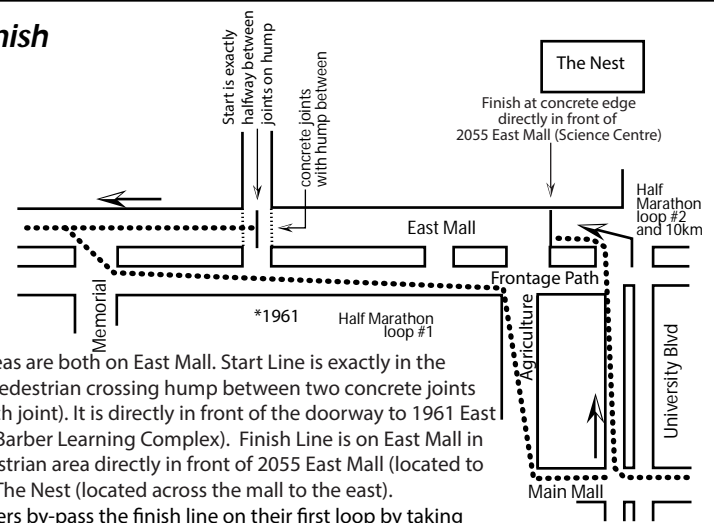 nish
Start is exactly
halfway between
joints on hump
concrete joints
with hump between
The Nest
Finish at concrete edge
directly in front of
2055 East Mall (Science Centre)
Half
Marathon
loop #2
and 10km
East Mall
Frontage Path
Memorial
*1961
Half Marathon
loop #1
Agriculture
University Blvd
Main Mall
eas are both on East Mall. Start Line is exactly in the
edestrian crossing hump between two concrete joints
h joint). It is directly in front of the doorway to 1961 East
Barber Learning Complex). Finish Line is on East Mall in
strian area directly in front of 2055 East Mall (located to
The Nest (located across the mall to the east).
ers by-pass the finish line on their first loop by taking